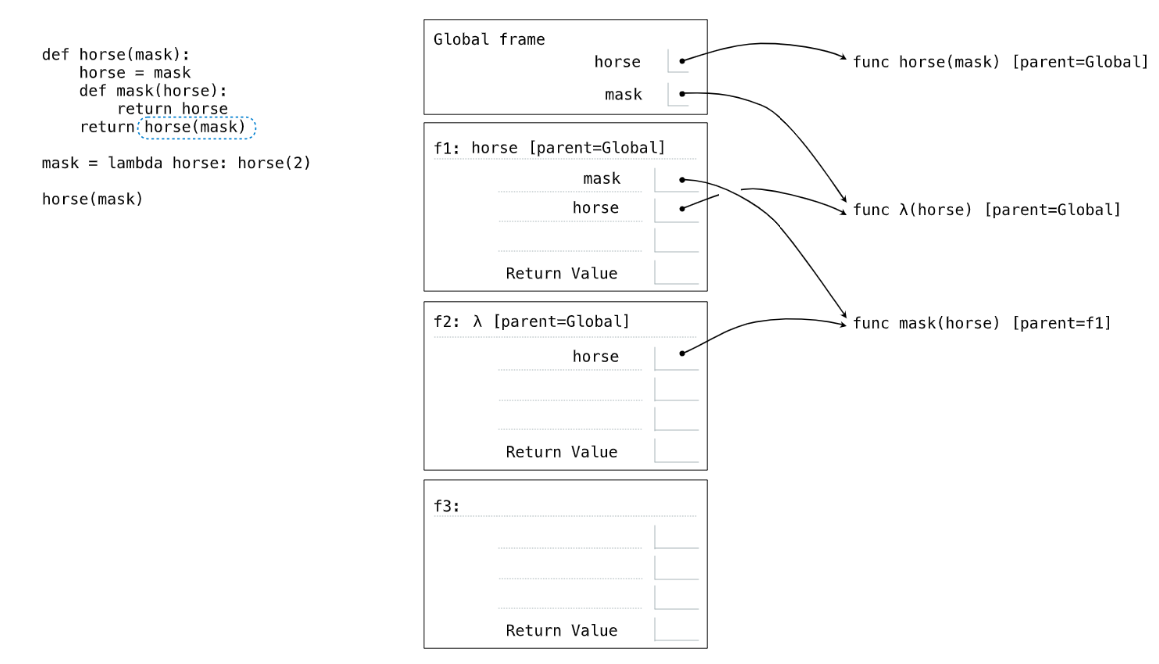 def horse(mask):
    horse = mask
    def mask(horse):
        return horse
    return horse(mask)
mask = lambda horse: horse(2)
horse(mask)
Global frame
horse
mask
f1: horse [parent=Global]
mask
horse
Return Value
f2: λ [parent=Global]
horse
Return Value
f3:
Return Value
func horse(mask) [parent=Global]
func λ(horse) [parent=Global]
func mask(horse) [parent=f1]